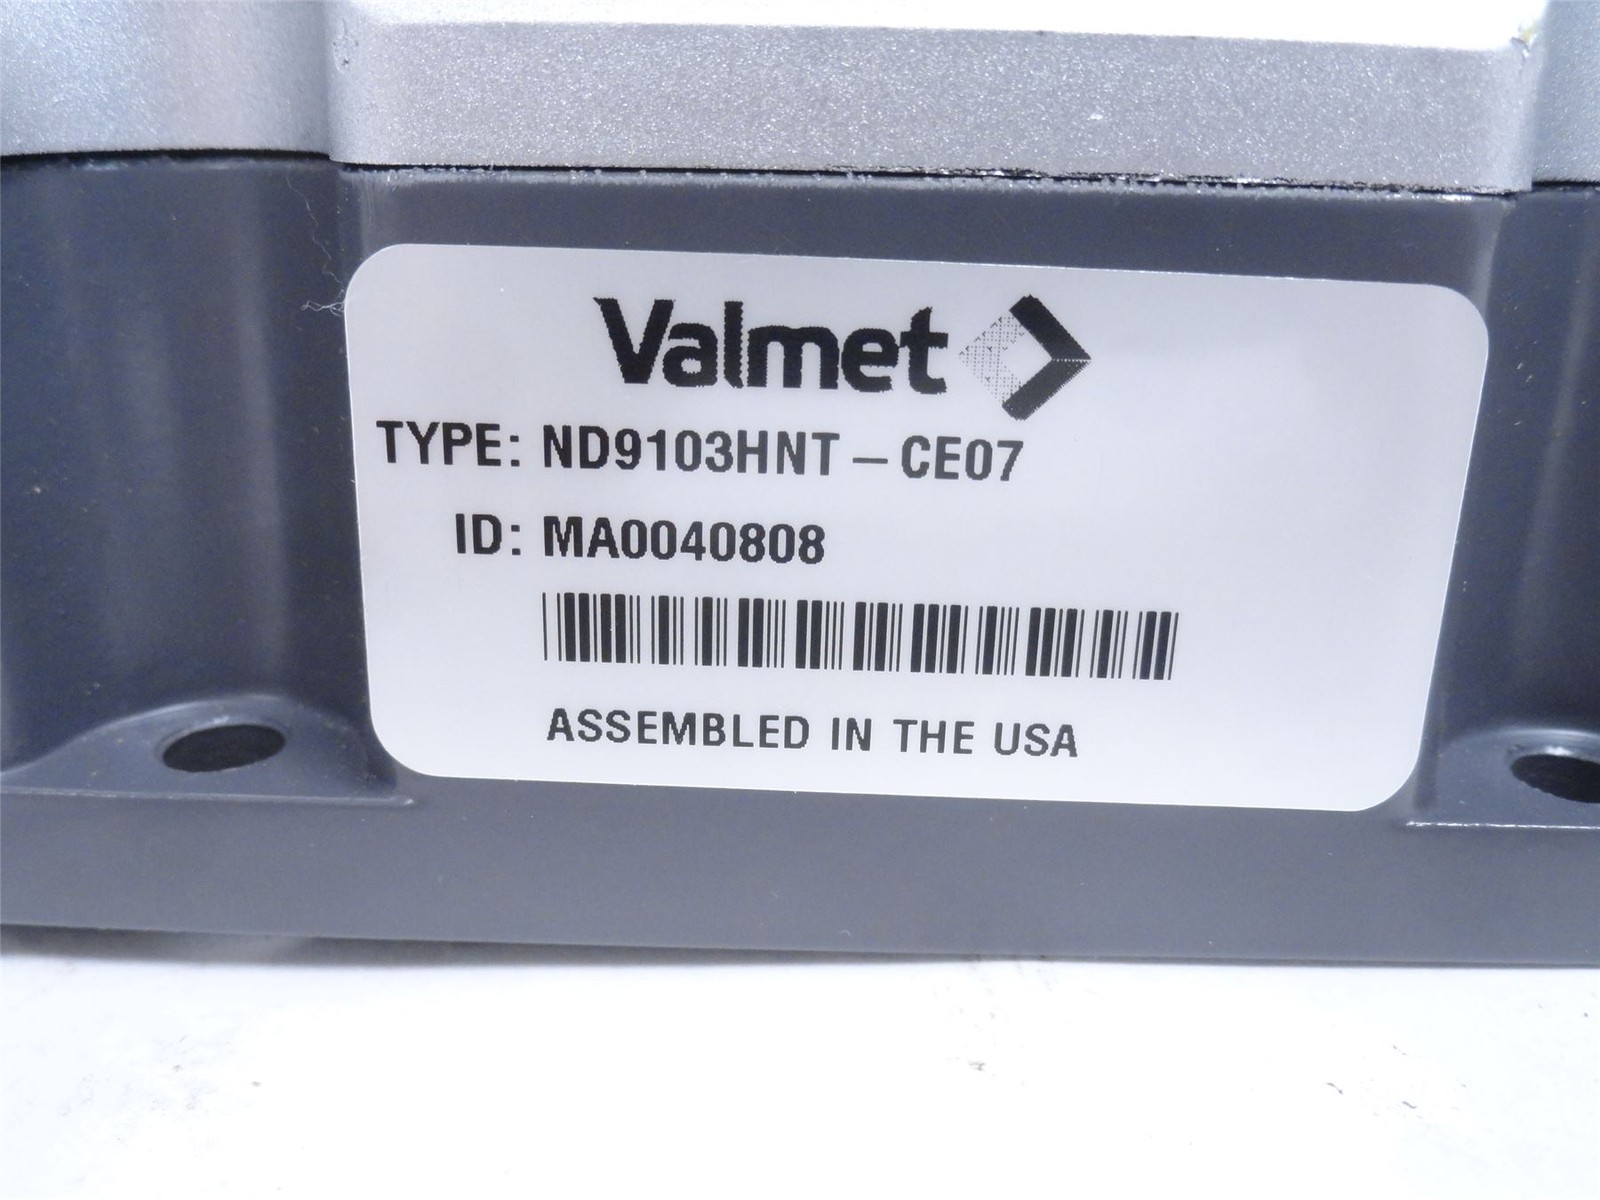 Valmet
TYPE: ND9103HNT – CE07
ID: MA0040808
ASSEMBLED IN THE USA